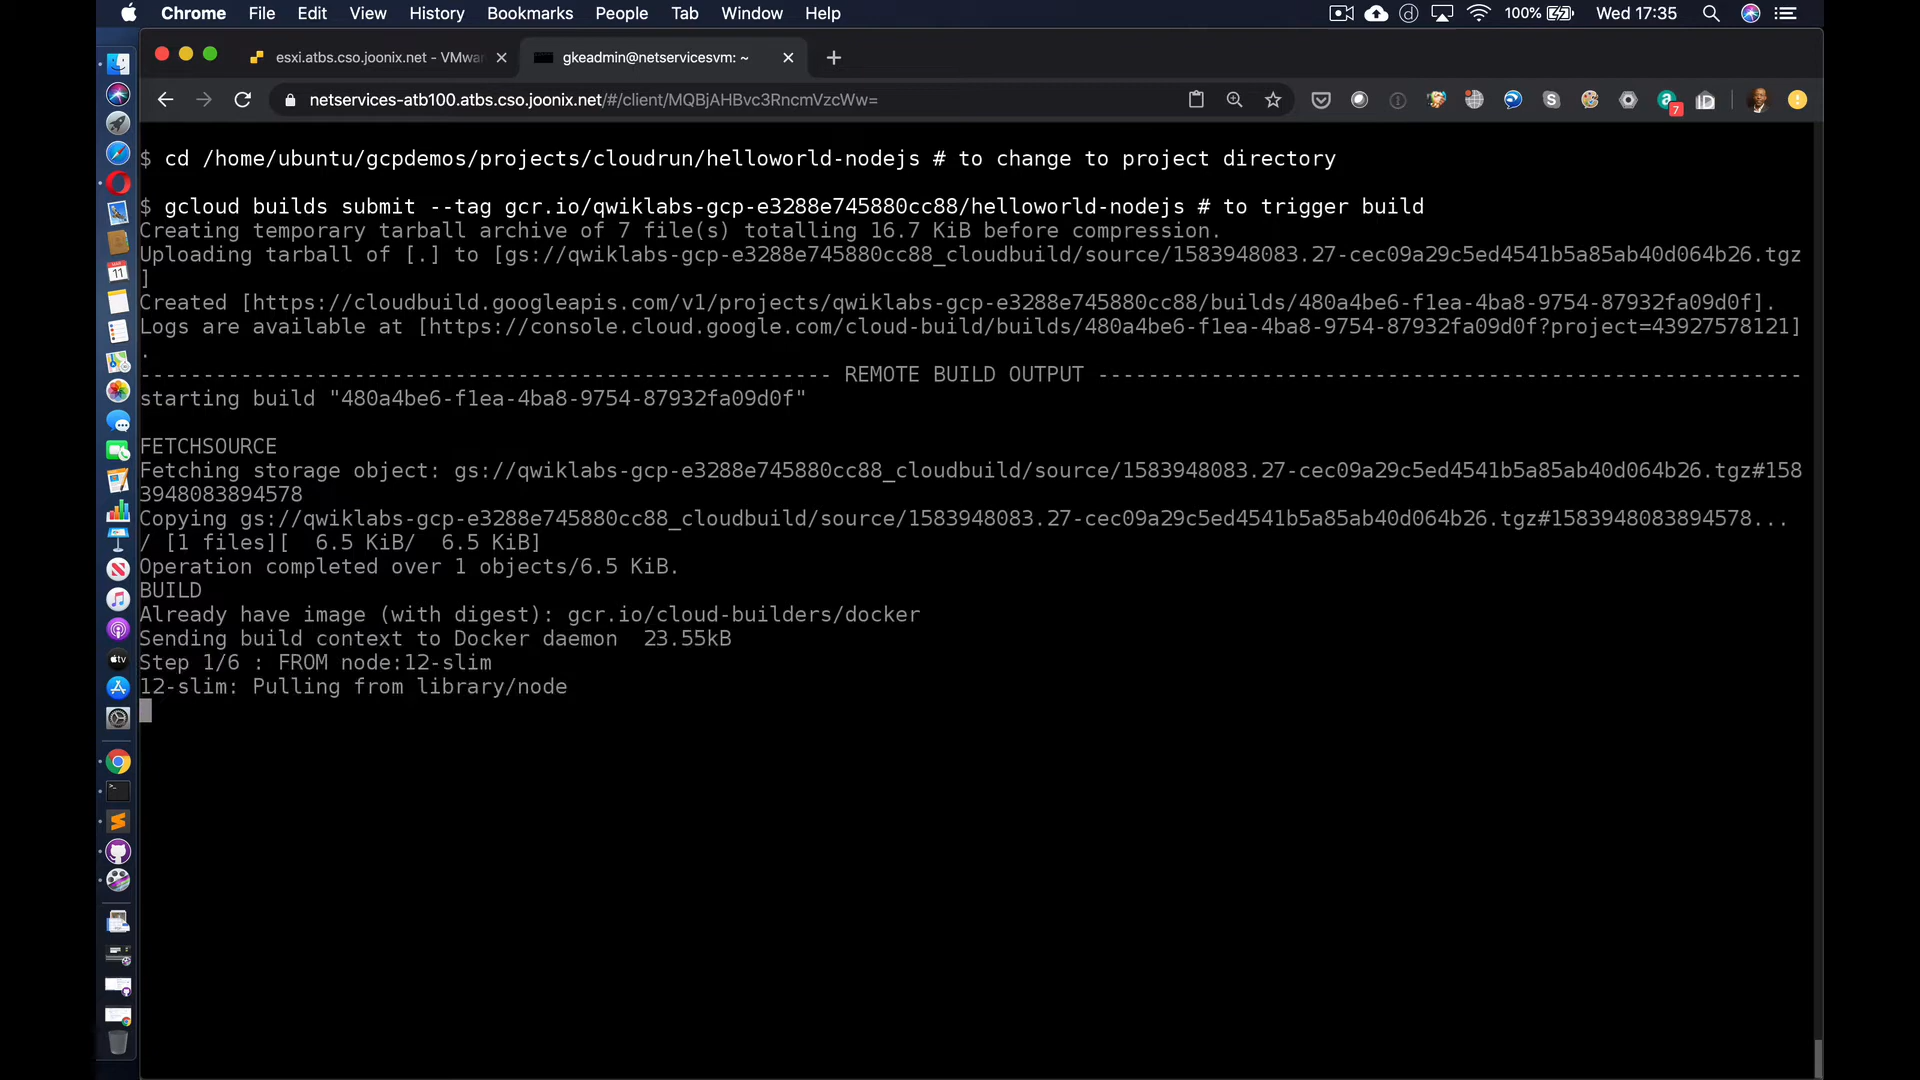 Chrome File Edit View History Bookmarks People Tab Window Help 100% Wed 17:35
esxi.atbs.cso.joonix.net - VMwa gkeadmin@netservicesvm: ~
netservices-atb100.atbs.cso.joonix.net/#/client/MQBjAHBvc3RncmVzcWw=
7
ID
$ cd /home/ubuntu/gcpdemos/projects/cloudrun/helloworld-nodejs # to change to project directory
$ gcloud builds submit --tag gcr.io/qwiklabs-gcp-e3288e745880cc88/helloworld-nodejs # to trigger build
Creating temporary tarball archive of 7 file(s) totalling 16.7 KiB before compression.
Uploading tarball of [.] to [gs://qwiklabs-gcp-e3288e745880cc88_cloudbuild/source/1583948083.27-cec09a29c5ed4541b5a85ab40d064b26.tgz
]
Created [https://cloudbuild.googleapis.com/v1/projects/qwiklabs-gcp-e3288e745880cc88/builds/480a4be6-f1ea-4ba8-9754-87932fa09d0f].
Logs are available at [https://console.cloud.google.com/cloud-build/builds/480a4be6-f1ea-4ba8-9754-87932fa09d0f?project=43927578121]
.
------------------------------------------------------- REMOTE BUILD OUTPUT --------------------------------------------------------
starting build "480a4be6-f1ea-4ba8-9754-87932fa09d0f"
FETCHSOURCE
Fetching storage object: gs://qwiklabs-gcp-e3288e745880cc88_cloudbuild/source/1583948083.27-cec09a29c5ed4541b5a85ab40d064b26.tgz#158
3948083894578
Copying gs://qwiklabs-gcp-e3288e745880cc88_cloudbuild/source/1583948083.27-cec09a29c5ed4541b5a85ab40d064b26.tgz#1583948083894578...
/ [1 files][  6.5 KiB/  6.5 KiB]
Operation completed over 1 objects/6.5 KiB.
BUILD
Already have image (with digest): gcr.io/cloud-builders/docker
Sending build context to Docker daemon  23.55kB
Step 1/6 : FROM node:12-slim
12-slim: Pulling from library/node